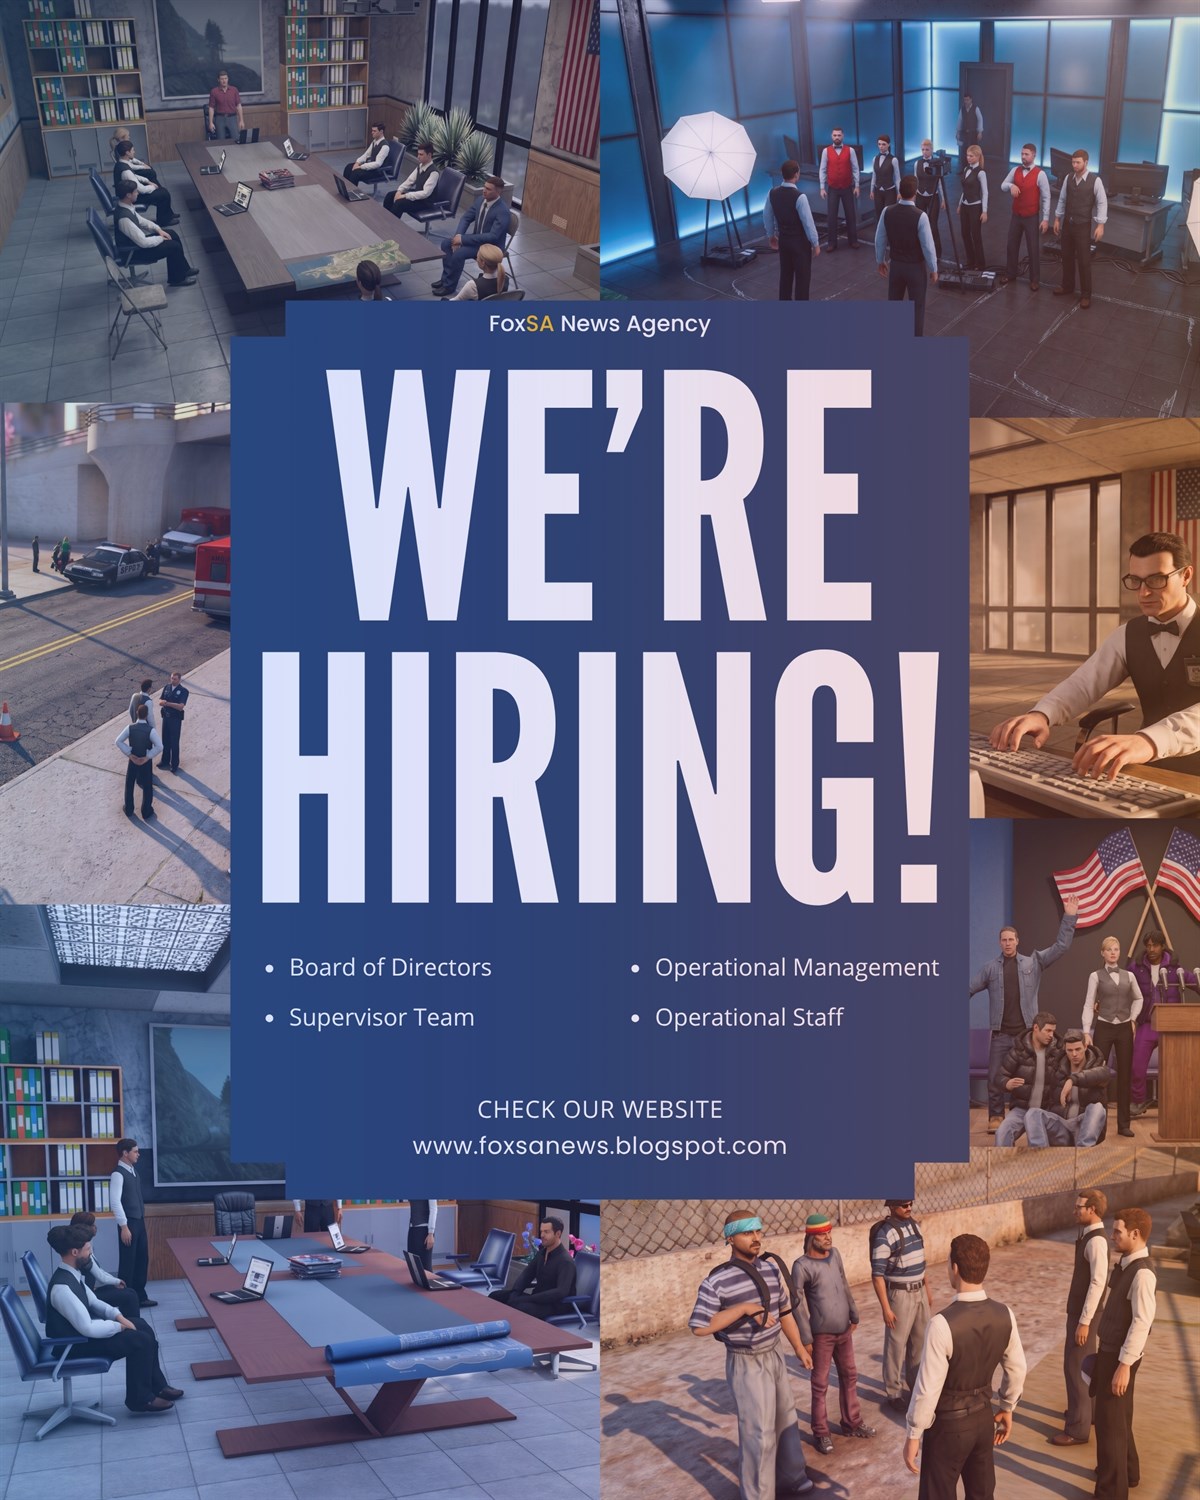 FoxSA News Agency
WE'RE
HIRING!
• Board of Directors
• Supervisor Team
• Operational Management
• Operational Staff
CHECK OUR WEBSITE
www.foxsanews.blogspot.com